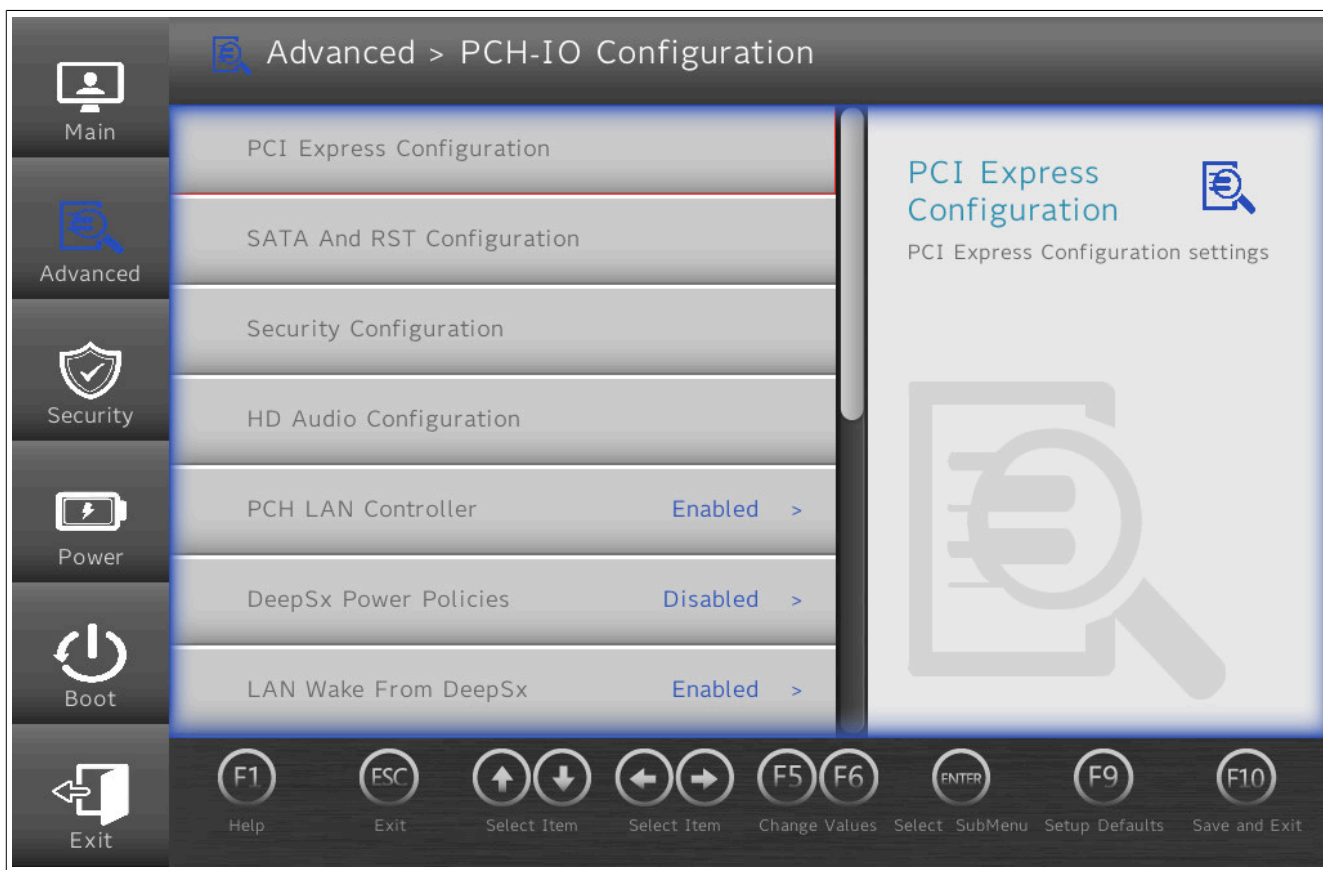 Advanced > PCH-IO Configuration
Main
Advanced
Security
Power
Boot
Exit
PCI Express Configuration
SATA And RST Configuration
Security Configuration
HD Audio Configuration
PCH LAN Controller Enabled >
DeepSx Power Policies Disabled >
LAN Wake From DeepSx Enabled >
PCI Express
Configuration
PCI Express Configuration settings
F1 ESC F5 F6 ENTER F9 F10
Help Exit Select Item Select Item Change Values Select SubMenu Setup Defaults Save and Exit